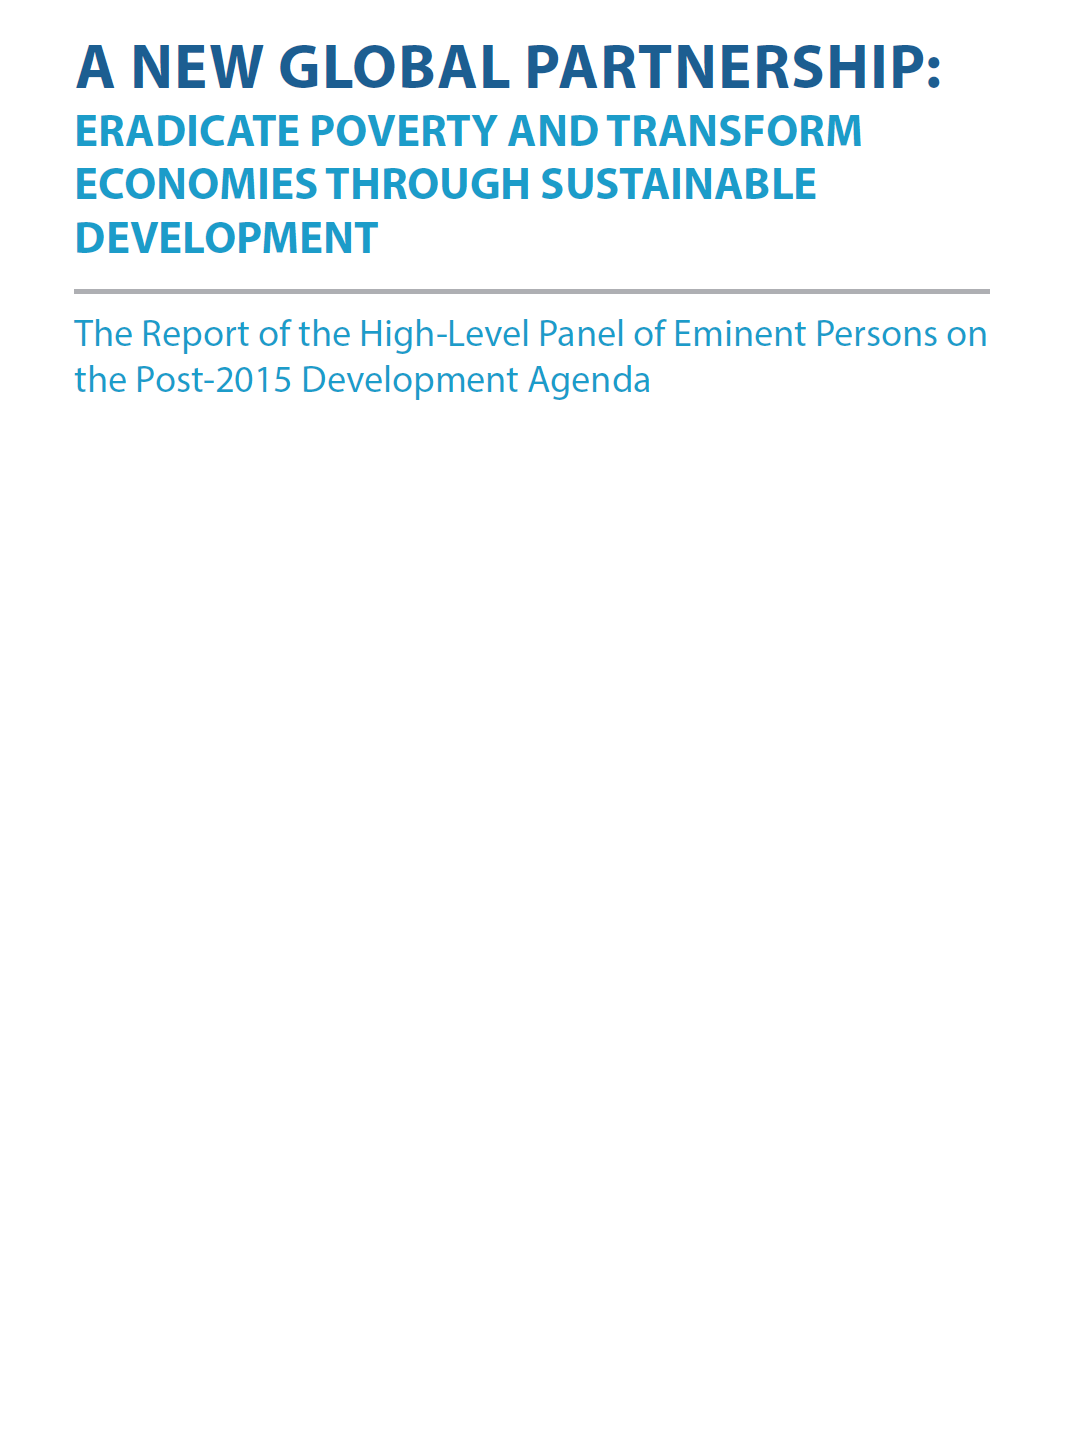 A NEW GLOBAL PARTNERSHIP:
ERADICATE POVERTY AND TRANSFORM
ECONOMIES THROUGH SUSTAINABLE
DEVELOPMENT
The Report of the High-Level Panel of Eminent Persons on
the Post-2015 Development Agenda